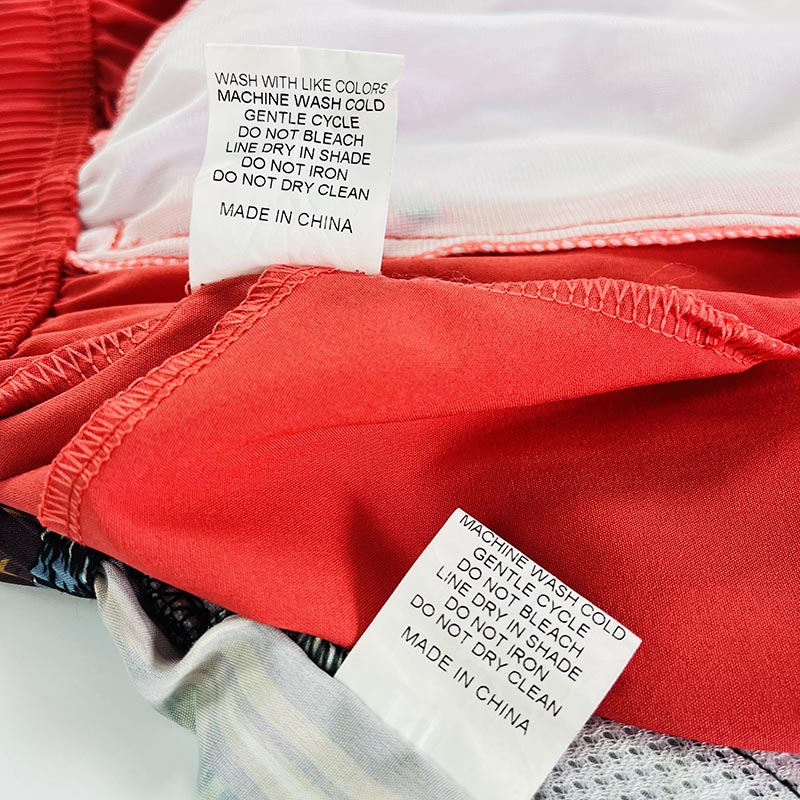 WASH WITH LIKE COLORS
MACHINE WASH COLD
GENTLE CYCLE
DO NOT BLEACH
LINE DRY IN SHADE
DO NOT IRON
DO NOT DRY CLEAN
MADE IN CHINA
MACHINE WASH COLD
GENTLE CYCLE
DO NOT BLEACH
LINE DRY IN SHADE
DO NOT IRON
DO NOT DRY CLEAN
MADE IN CHINA